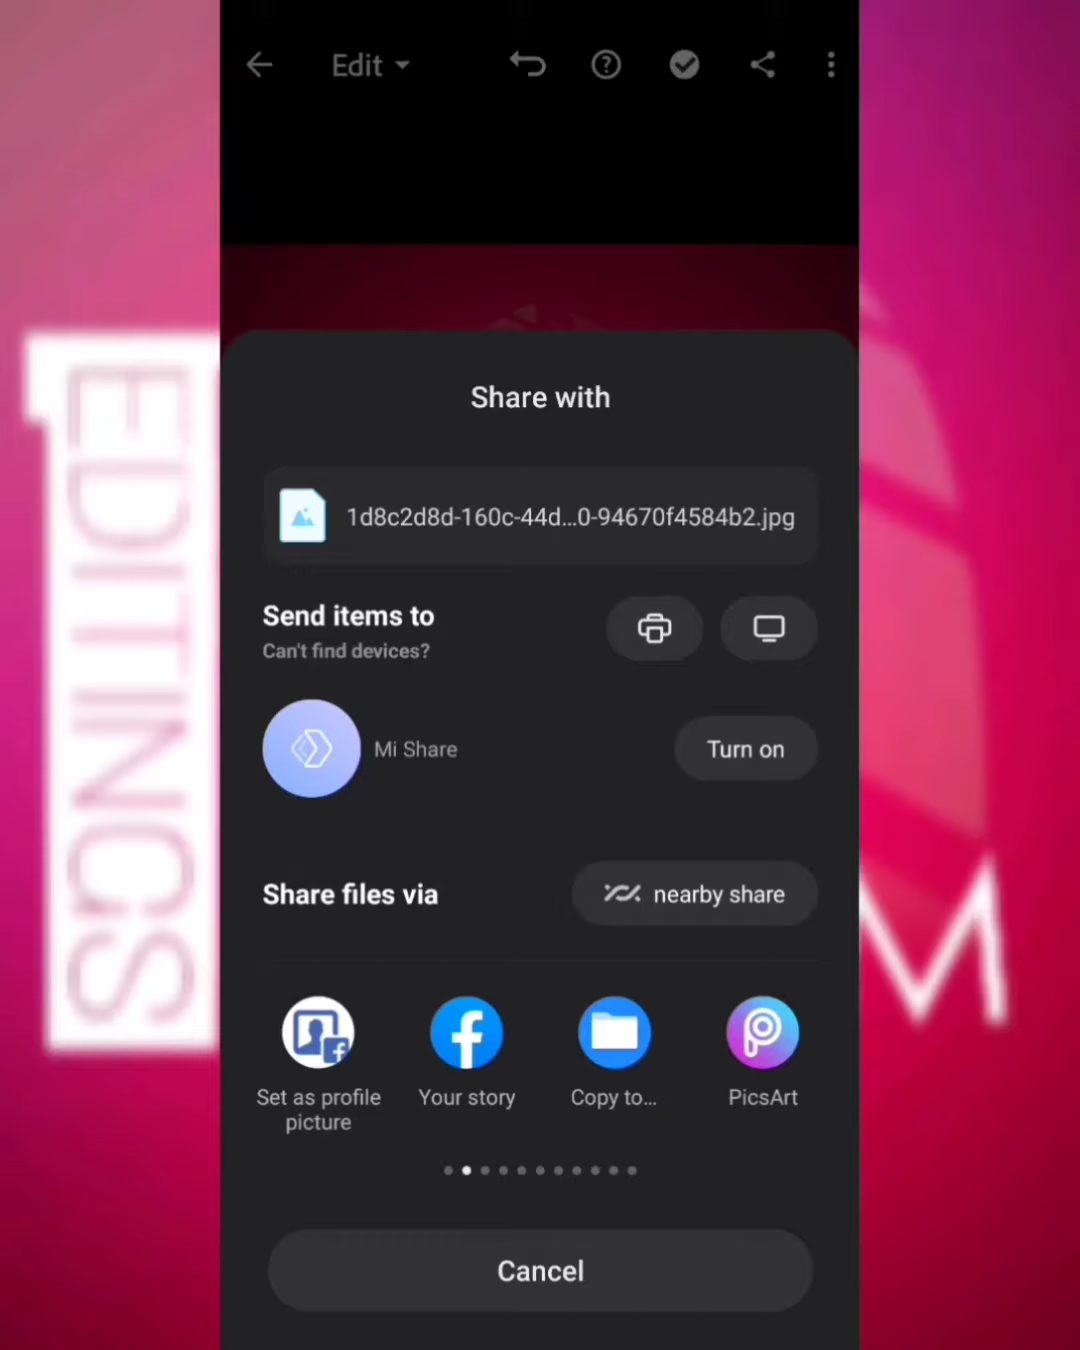 Edit
Share with
1d8c2d8d-160c-44d...0-94670f4584b2.jpg
Send items to
Can't find devices?
Mi Share
Turn on
Share files via
nearby share
Set as profile
picture
Your story
Copy to...
PicsArt
Cancel
EDITINGS
M